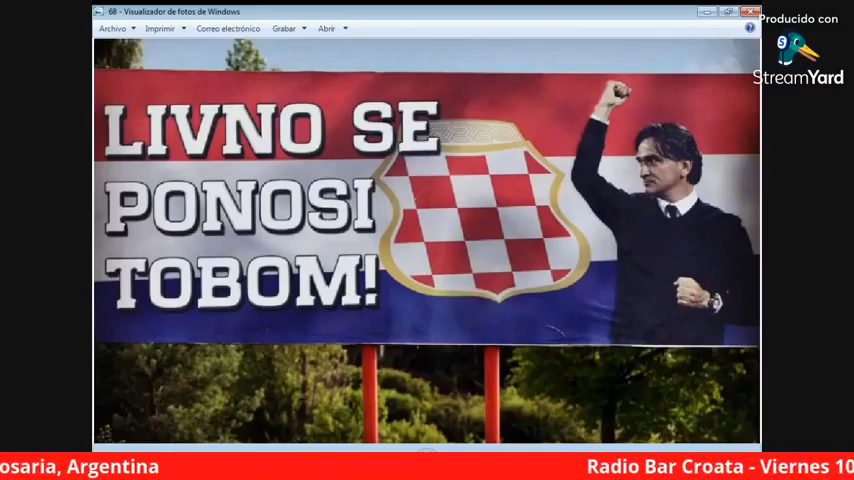 68 - Visualizador de fotos de Windows
Archivo Imprimir Correo electrónico Grabar Abrir
Producido con
StreamYard
LIVNO SE
PONOSI
TOBOM!
osaria, Argentina Radio Bar Croata - Viernes 10